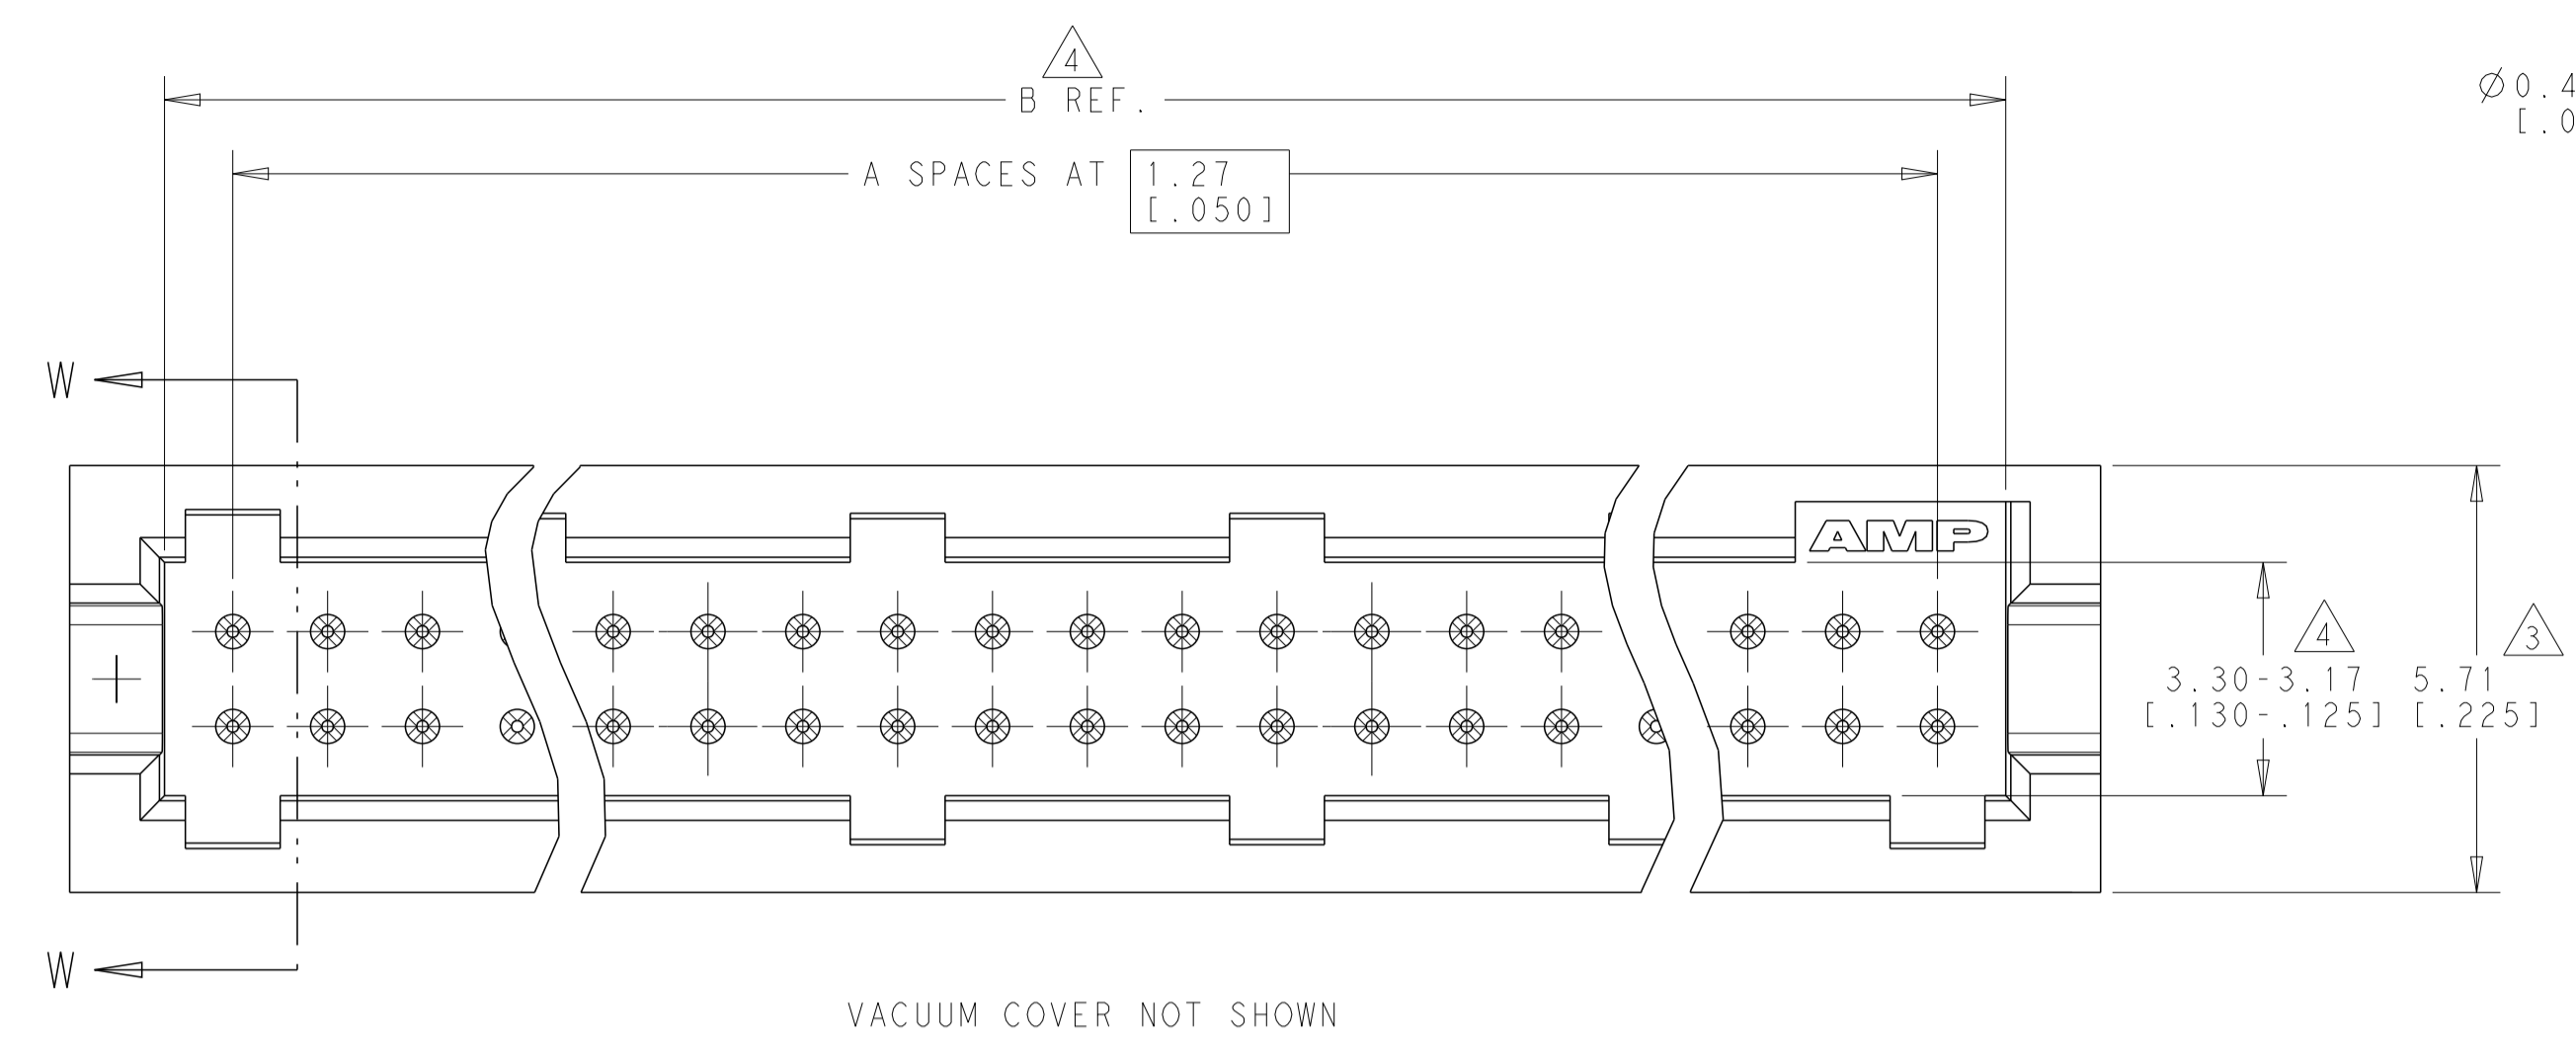 4
B REF.
A SPACES AT 1.27
[.050]
Ø0.4
[.0
W
AMP
4
3
3.30-3.17 5.71
[.130-.125] [.225]
W
VACUUM COVER NOT SHOWN